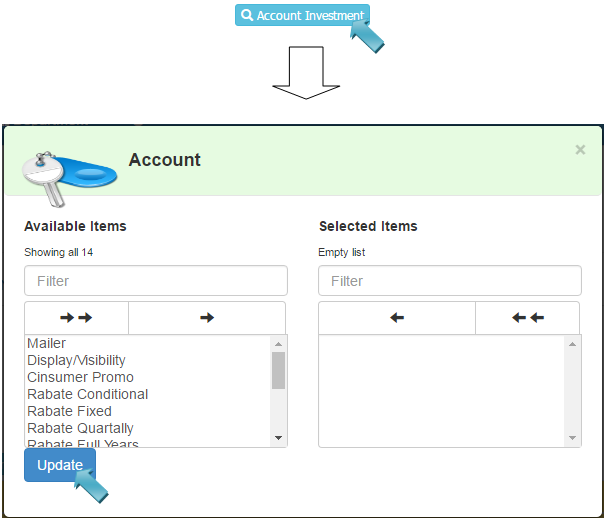 Account Investment
Account
×
Available Items
Selected Items
Showing all 14
Empty list
Filter
Filter
Mailer
Display/Visibility
Cinsumer Promo
Rabate Conditional
Rabate Fixed
Rabate Quartally
Rabate Full Years
Update